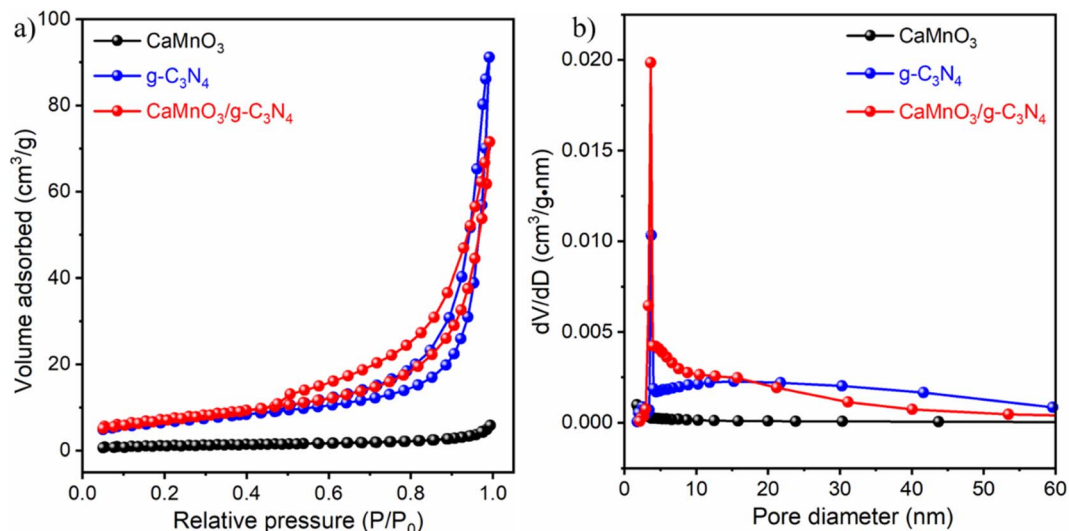 a)
CaMnO₃
g-C₃N₄
CaMnO₃/g-C₃N₄
Volume adsorbed (cm³/g)
100
80
60
40
20
0
0.0 0.2 0.4 0.6 0.8 1.0
Relative pressure (P/P₀)
b)
CaMnO₃
g-C₃N₄
CaMnO₃/g-C₃N₄
dV/dD (cm³/g•nm)
0.020
0.015
0.010
0.005
0.000
0 10 20 30 40 50 60
Pore diameter (nm)